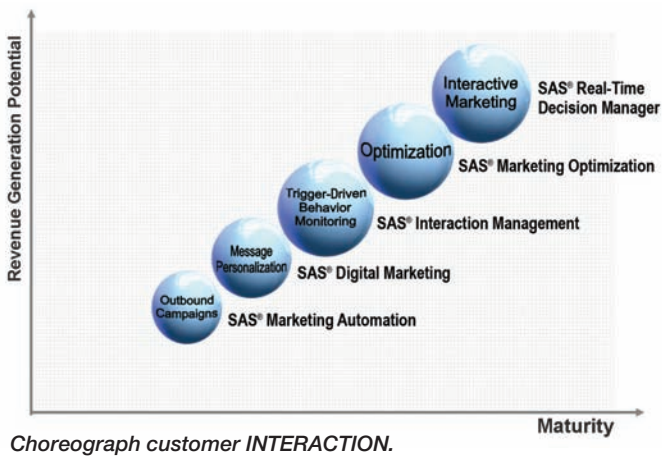 Revenue Generation Potential
Interactive
Marketing
SAS® Real-Time
Decision Manager
Optimization
SAS® Marketing Optimization
Trigger-Driven
Behavior
Monitoring
SAS® Interaction Management
Message
Personalization
SAS® Digital Marketing
Outbound
Campaigns
SAS® Marketing Automation
Maturity
Choreograph customer INTERACTION.